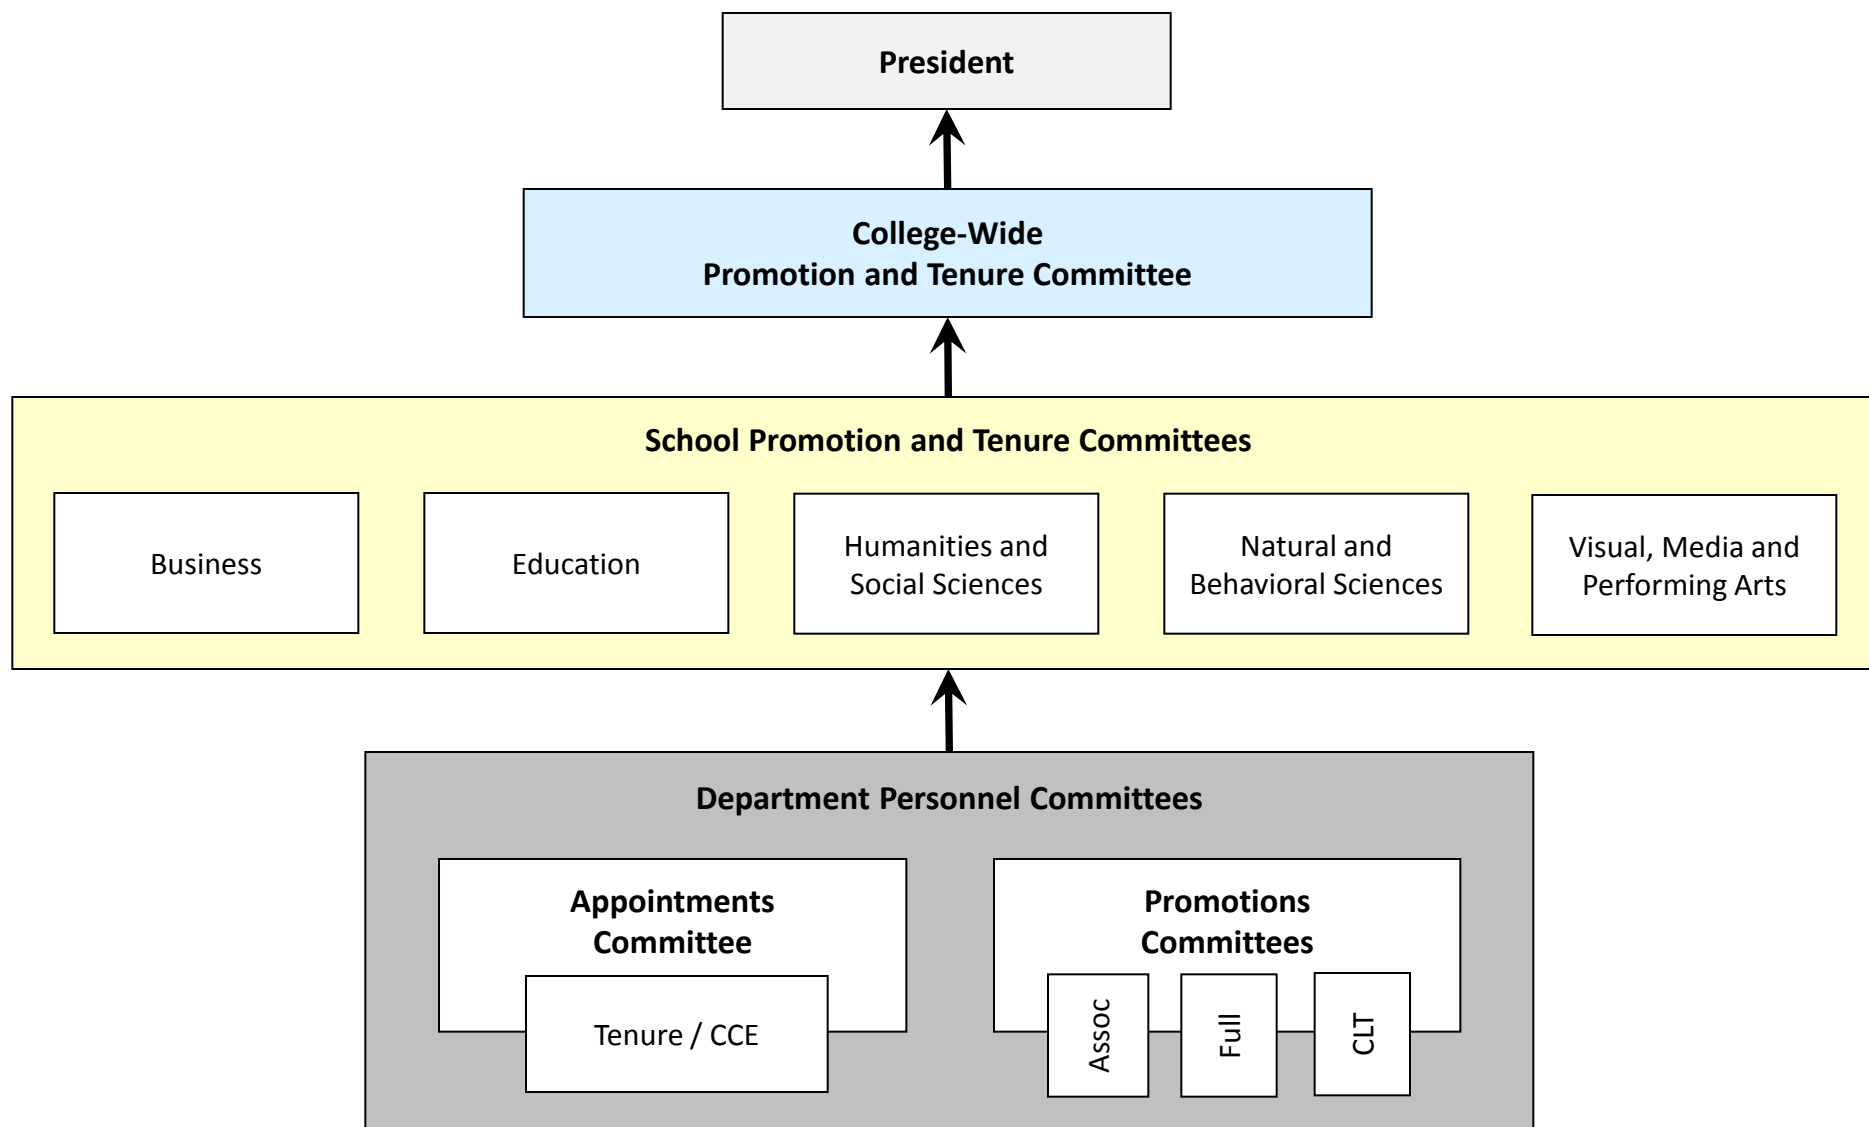 President
College-Wide
Promotion and Tenure Committee
School Promotion and Tenure Committees
Business
Education
Humanities and
Social Sciences
Natural and
Behavioral Sciences
Visual, Media and
Performing Arts
Department Personnel Committees
Appointments
Committee
Tenure / CCE
Promotions
Committees
Assoc
Full
CLT